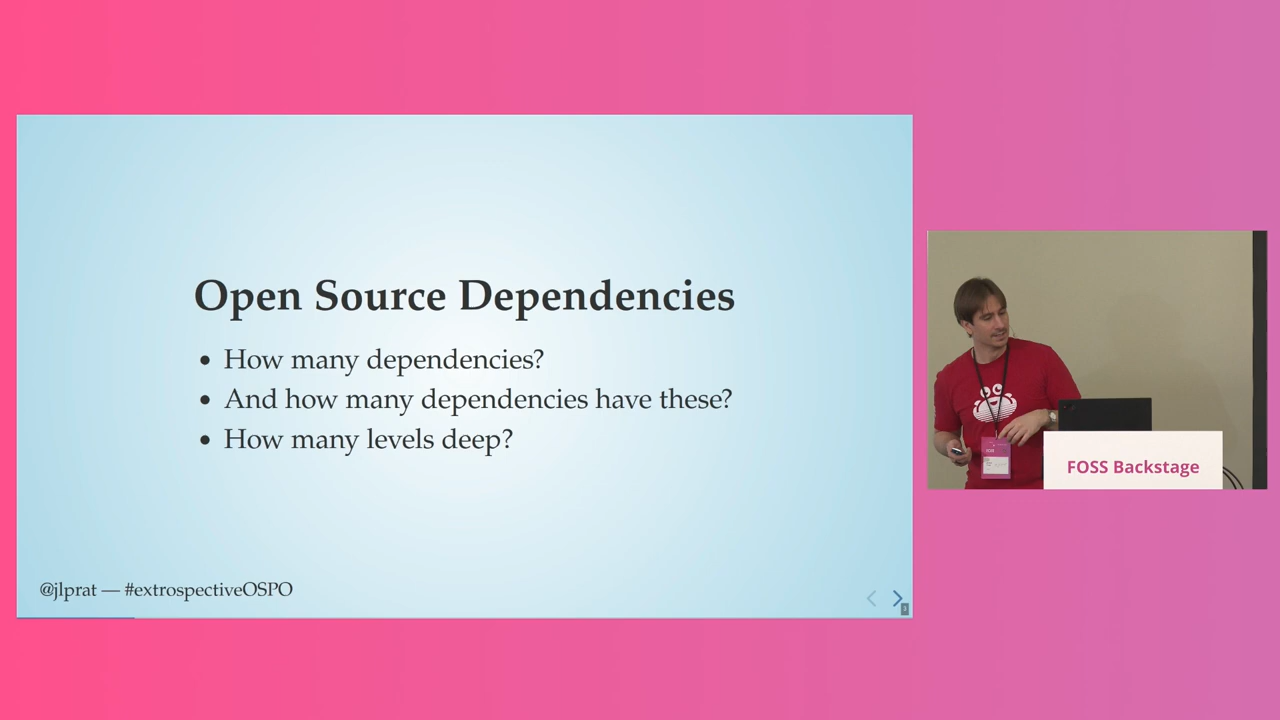 Open Source Dependencies
• How many dependencies?
• And how many dependencies have these?
• How many levels deep?
@jlprat — #extrospectiveOSPO
FOSS Backstage